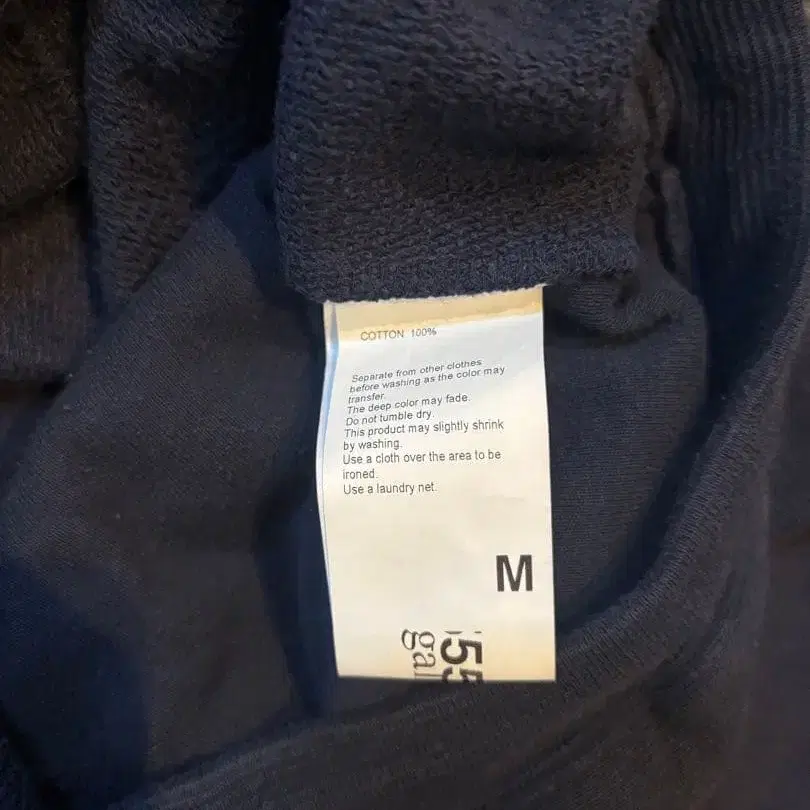 COTTON 100%
Separate from other clothes
before washing as the color may
transfer.
The deep color may fade.
Do not tumble dry.
This product may slightly shrink
by washing.
Use a cloth over the area to be
ironed.
Use a laundry net.
M